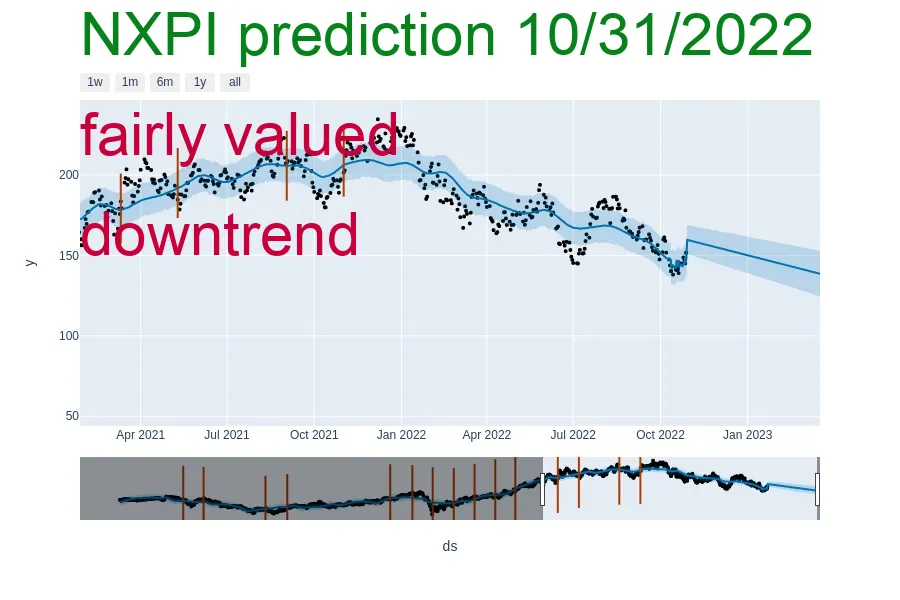 NXPI prediction 10/31/2022
1w 1m 6m 1y all
fairly valued
200
downtrend
150
y
100
50
Apr 2021 Jul 2021 Oct 2021 Jan 2022 Apr 2022 Jul 2022 Oct 2022 Jan 2023
ds